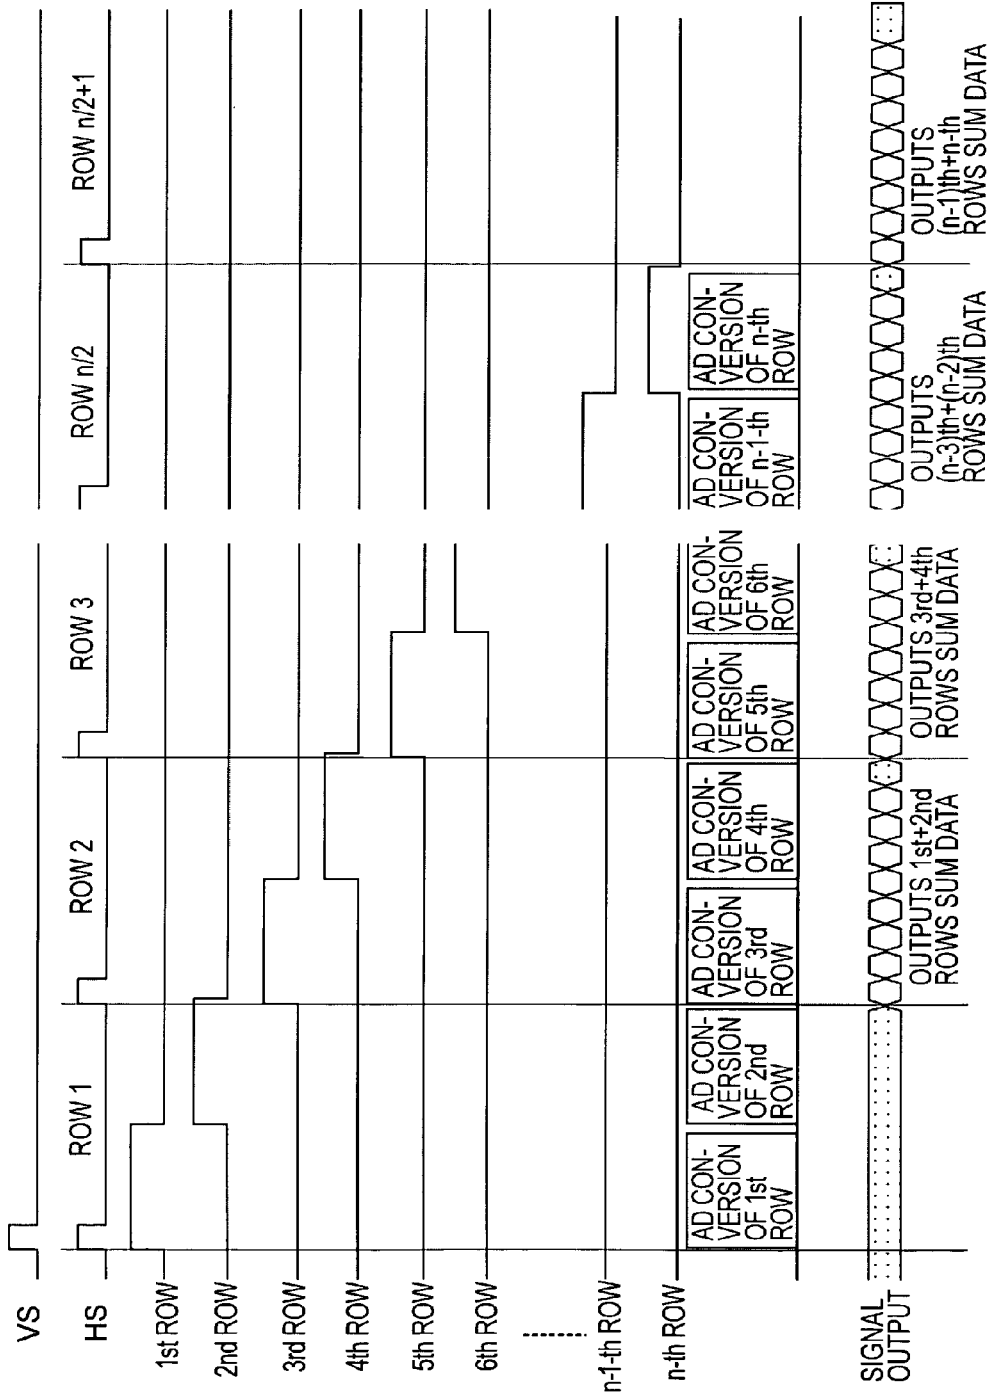 VS
HS
ROW 1
ROW 2
ROW 3
ROW n/2
ROW n/2+1
1st ROW
2nd ROW
3rd ROW
4th ROW
5th ROW
6th ROW
n-1-th ROW
n-th ROW
AD CON-
VERSION
OF 1st
ROW
AD CON-
VERSION
OF 2nd
ROW
AD CON-
VERSION
OF 3rd
ROW
AD CON-
VERSION
OF 4th
ROW
AD CON-
VERSION
OF 5th
ROW
AD CON-
VERSION
OF 6th
ROW
AD CON-
VERSION
OF n-1-th
ROW
AD CON-
VERSION
OF n-th
ROW
SIGNAL
OUTPUT
OUTPUTS 1st+2nd
ROWS SUM DATA
OUTPUTS 3rd+4th
ROWS SUM DATA
OUTPUTS
(n-3)th+(n-2)th
ROWS SUM DATA
OUTPUTS
(n-1)th+n-th
ROWS SUM DATA